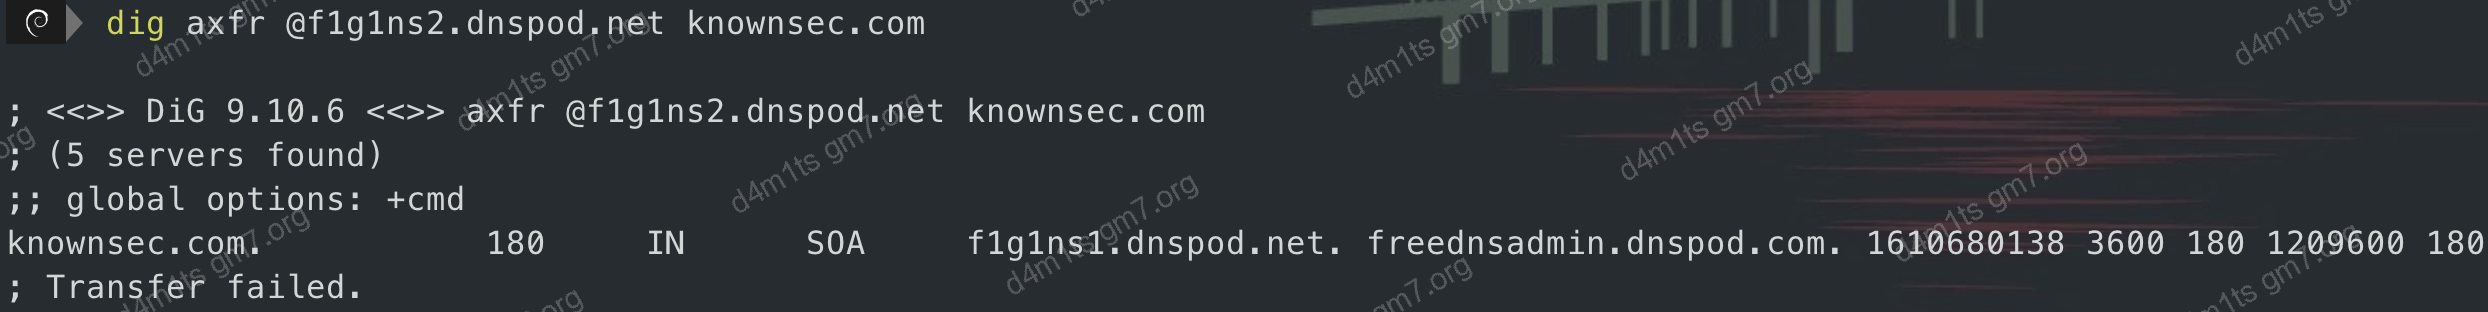 dig axfr @f1g1ns2.dnspod.net knownsec.com
; <<>> DiG 9.10.6 <<>> axfr @f1g1ns2.dnspod.net knownsec.com
; (5 servers found)
;; global options: +cmd
knownsec.com. 180 IN SOA f1g1ns1.dnspod.net. freednsadmin.dnspod.com. 1610680138 3600 180 1209600 180
; Transfer failed.
d4m1ts gm7.org